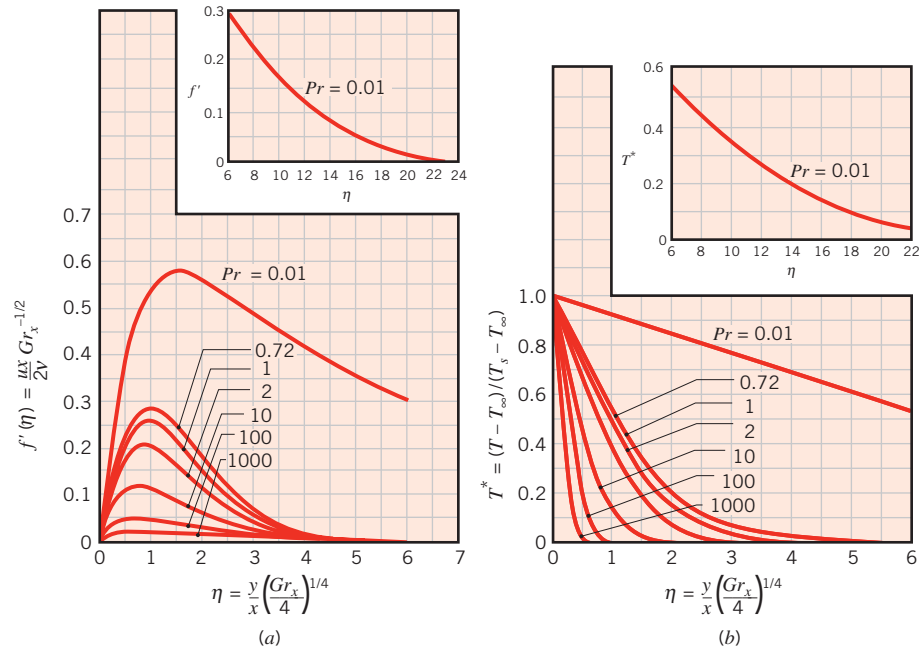 0.3
0.2
f'
0.1
0
Pr = 0.01
6 8 10 12 14 16 18 20 22 24
η
0.7
0.6
0.5
0.4
0.3
0.2
0.1
0
f'(η) = ux/2ν Gr_x^-1/2
Pr = 0.01
0.72
1
2
10
100
1000
0 1 2 3 4 5 6 7
η = y/x (Gr_x/4)^1/4
(a)
0.6
0.4
T*
0.2
0
Pr = 0.01
6 8 10 12 14 16 18 20 22
η
1.0
0.8
0.6
0.4
0.2
0
T* = (T – T∞)/(Ts – T∞)
Pr = 0.01
0.72
1
2
10
100
1000
0 1 2 3 4 5 6
η = y/x (Gr_x/4)^1/4
(b)